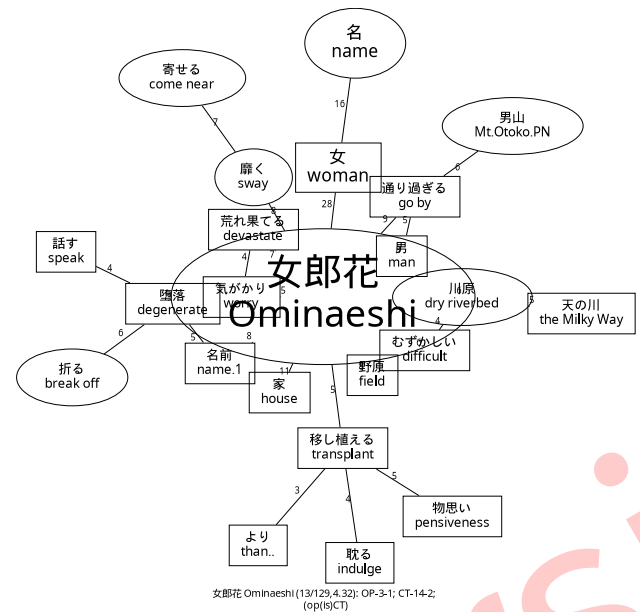 名
name
寄せる
come near
男山
Mt.Otoko.PN
16
7
6
女
woman
靡く
sway
通り過ぎる
go by
28
8
9
5
荒れ果てる
devastate
男
man
話す
speak
4
4
7
女郎花
Ominaeshi
気がかり
worry
5
川原
dry riverbed
5
堕落
degenerate
天の川
the Milky Way
6
5
8
4
むずかしい
difficult
名前
name.1
折る
break off
家
house
11
野原
field
5
移し植える
transplant
3
4
5
物思い
pensiveness
より
than..
耽る
indulge
女郎花 Ominaeshi (13/129,4.32): OP-3-1; CT-14-2;
(op(is)CT)